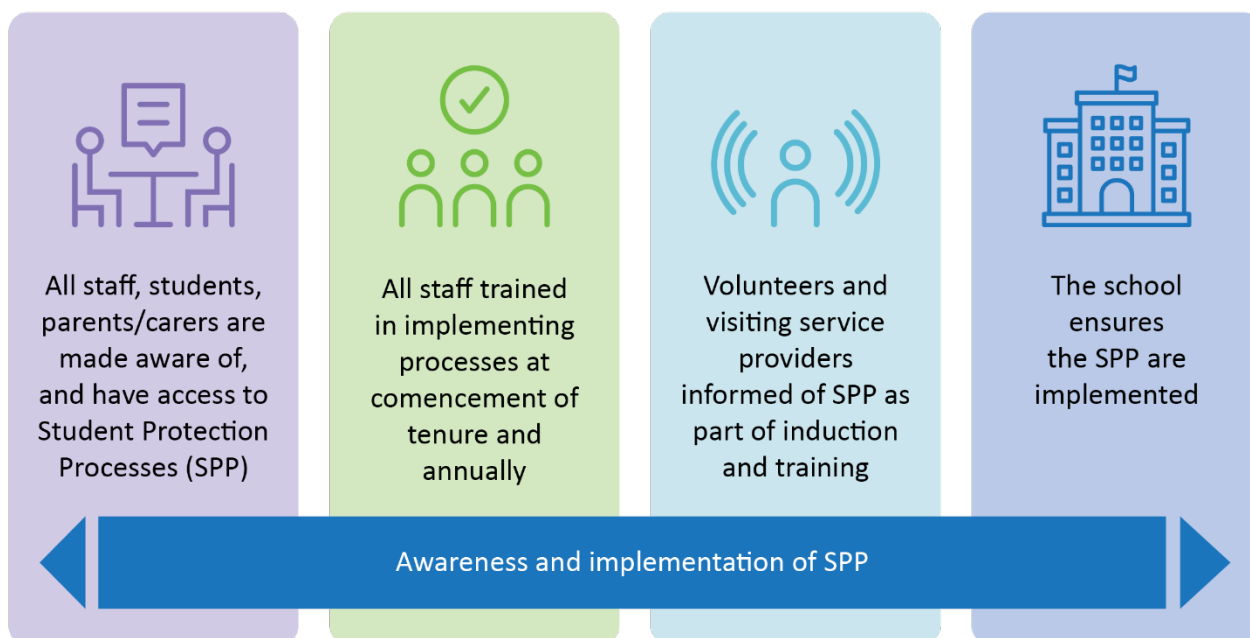 All staff, students,
parents/carers are
made aware of,
and have access to
Student Protection
Processes (SPP)
All staff trained
in implementing
processes at
comencement of
tenure and
annually
Volunteers and
visiting service
providers
informed of SPP as
part of induction
and training
The school
ensures
the SPP are
implemented
Awareness and implementation of SPP